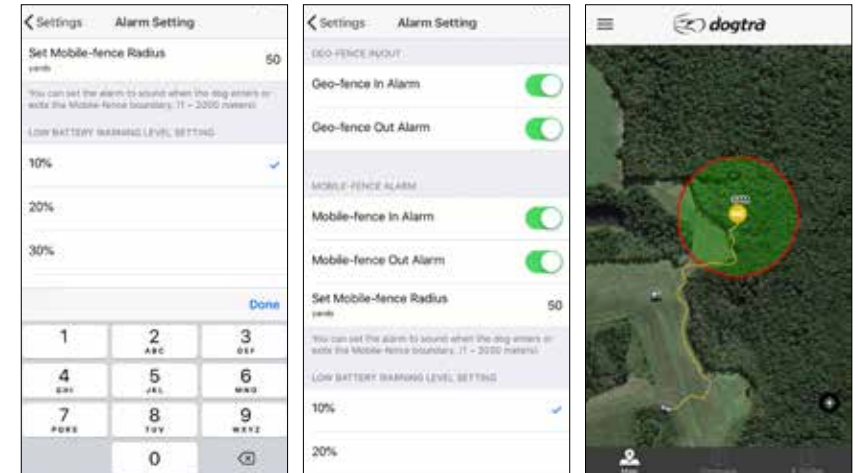 Settings
Alarm Setting
Set Mobile-fence Radius
50
yards
You can set the alarm to sound when the dog enters or
exits the Mobile-fence boundary. (1 ~ 2000 meters)
LOW BATTERY WARNING LEVEL SETTING
10%
20%
30%
Done
1
2
ABC
3
DEF
4
GHI
5
JKL
6
MNO
7
PQRS
8
TUV
9
WXYZ
0
Settings
Alarm Setting
GEO-FENCE IN/OUT
Geo-fence In Alarm
Geo-fence Out Alarm
MOBILE-FENCE ALARM
Mobile-fence In Alarm
Mobile-fence Out Alarm
Set Mobile-fence Radius
50
yards
You can set the alarm to sound when the dog enters or
exits the Mobile-fence boundary. (1 ~ 2000 meters)
LOW BATTERY WARNING LEVEL SETTING
10%
20%
dogtra
Map